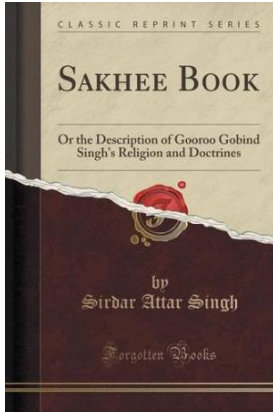 CLASSIC REPRINT SERIES
SAKHEE BOOK
Or the Description of Gooroo Gobind
Singh's Religion and Doctrines
by
Sirdar Attar Singh
Forgotten Books